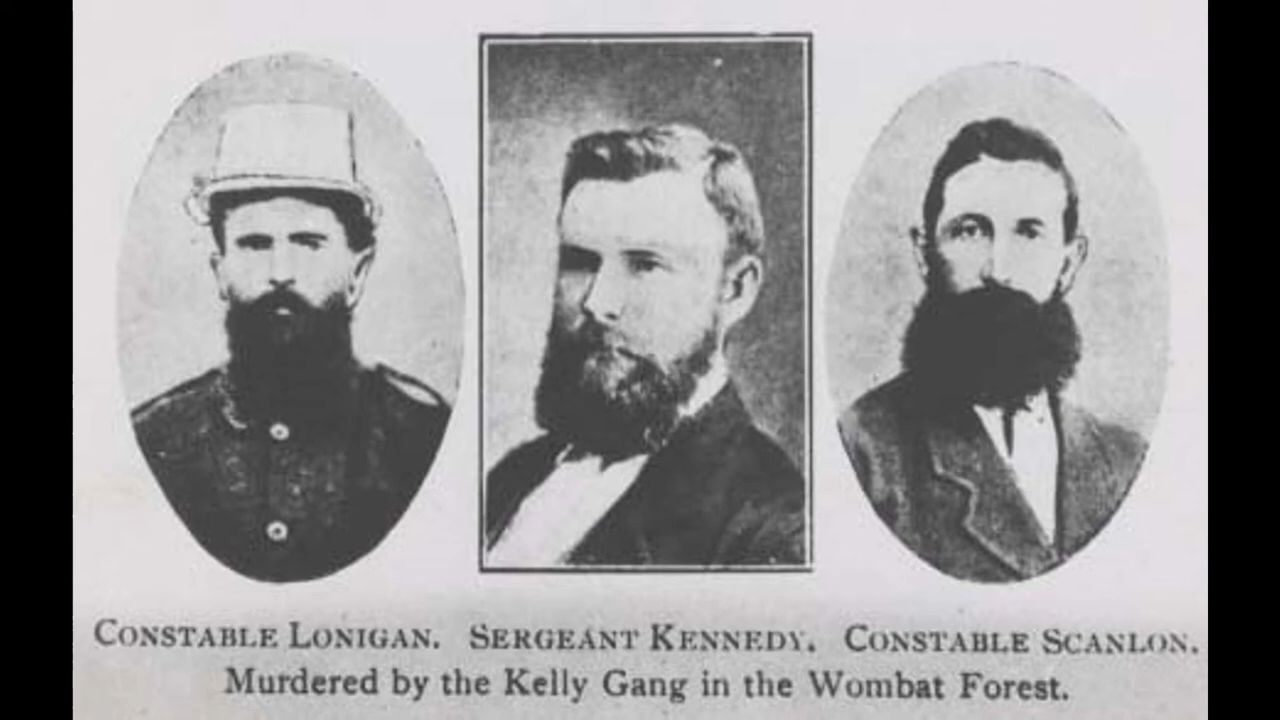 CONSTABLE LONIGAN. SERGEANT KENNEDY. CONSTABLE SCANLON.
Murdered by the Kelly Gang in the Wombat Forest.